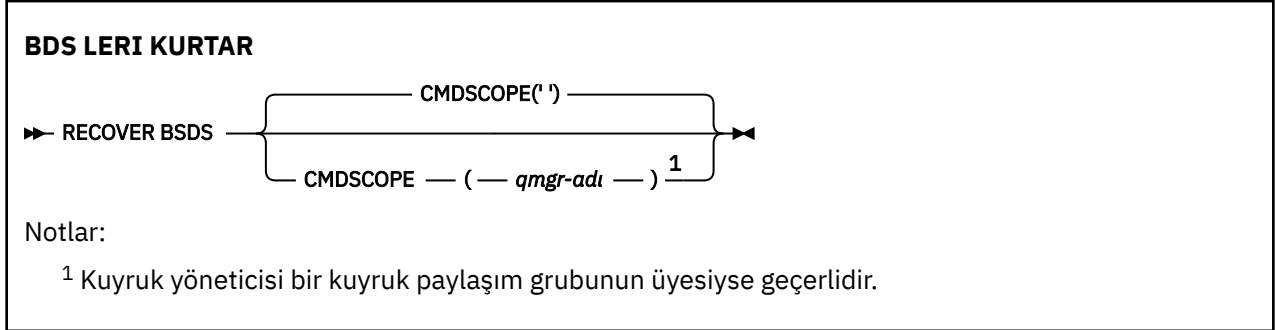 BDS LERI KURTAR
CMDSCOPE(' ')
RECOVER BSDS
CMDSCOPE ( qmgr-adı ) 1
Notlar:
1 Kuyruk yöneticisi bir kuyruk paylaşım grubunun üyesiyse geçerlidir.